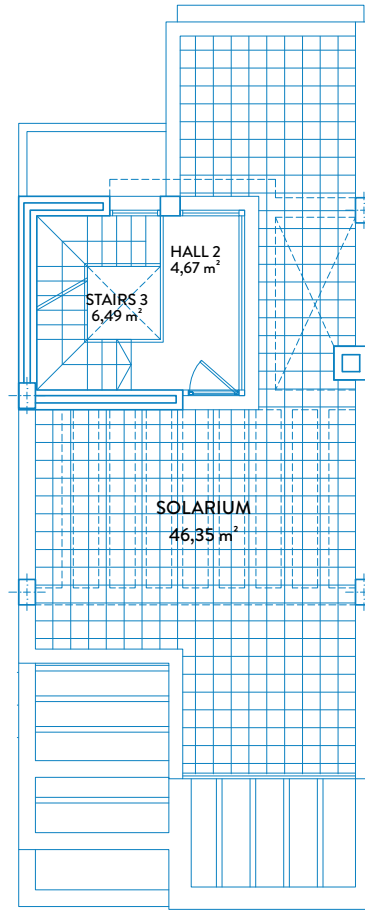 HALL 2
4,67 m²
STAIRS 3
6,49 m²
SOLARIUM
46,35 m²